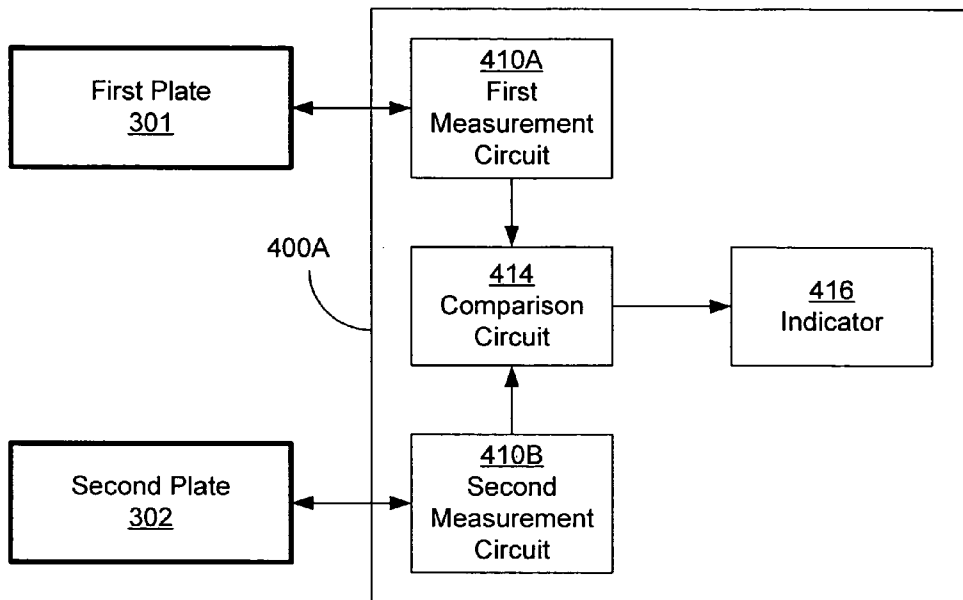 First Plate
301
410A
First
Measurement
Circuit
400A
414
Comparison
Circuit
416
Indicator
Second Plate
302
410B
Second
Measurement
Circuit